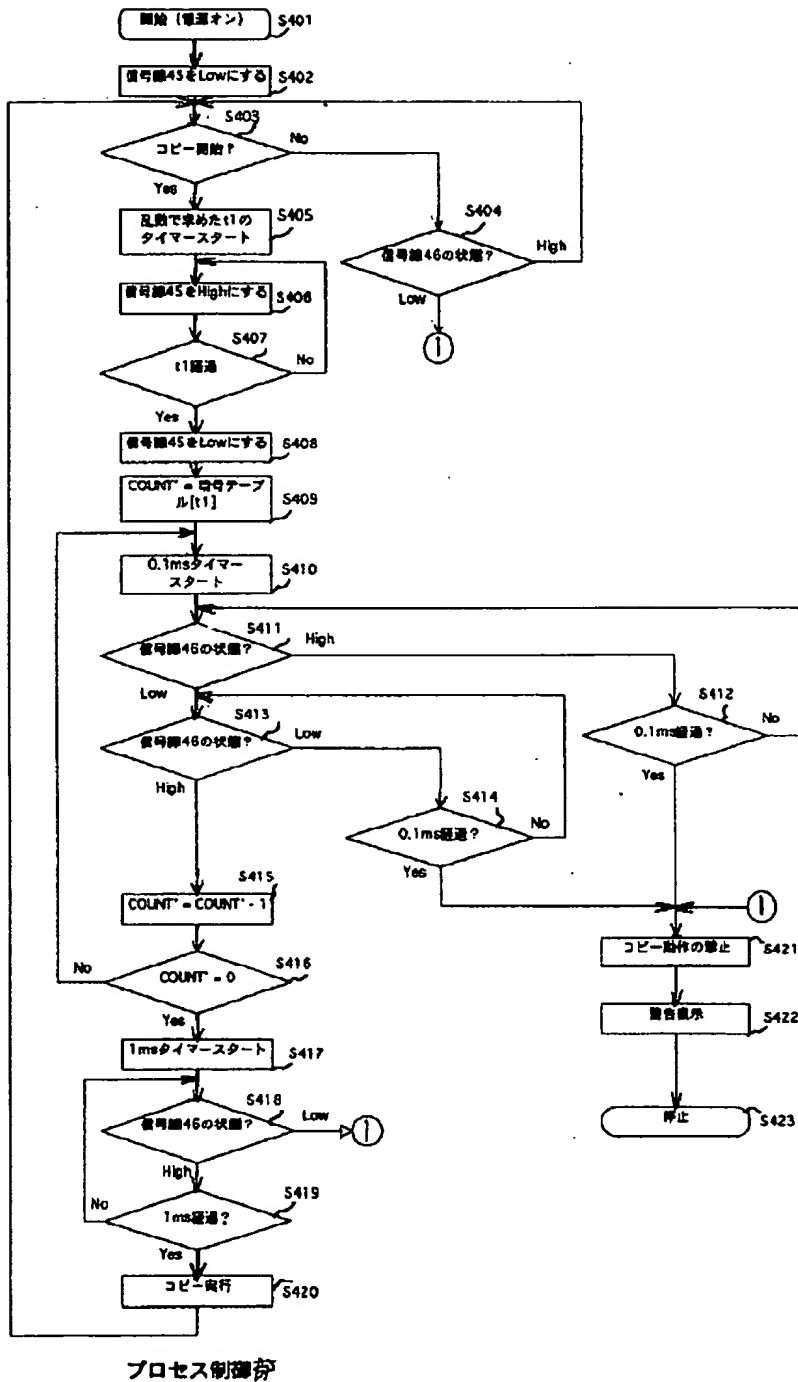 開始 (電源オン)
S401
信号線45をLowにする
S402
S403
コピー開始?
No
Yes
S404
信号線46の状態?
High
Low
①
乱数で求めたt1の
タイマースタート
S405
信号線45をHighにする
S406
S407
t1経過
No
Yes
信号線45をLowにする
S408
COUNT' = 暗号テーブ
ル[t1]
S409
0.1msタイマー
スタート
S410
S411
信号線46の状態?
High
Low
S412
0.1ms経過?
No
Yes
S413
信号線46の状態?
Low
High
S414
0.1ms経過?
No
Yes
①
S415
COUNT' = COUNT' - 1
コピー動作の禁止
S421
S416
COUNT' = 0
No
Yes
警告表示
S422
1msタイマースタート
S417
S418
信号線46の状態?
Low
①
High
停止
S423
S419
1ms経過?
No
Yes
コピー実行
S420
プロセス制御部